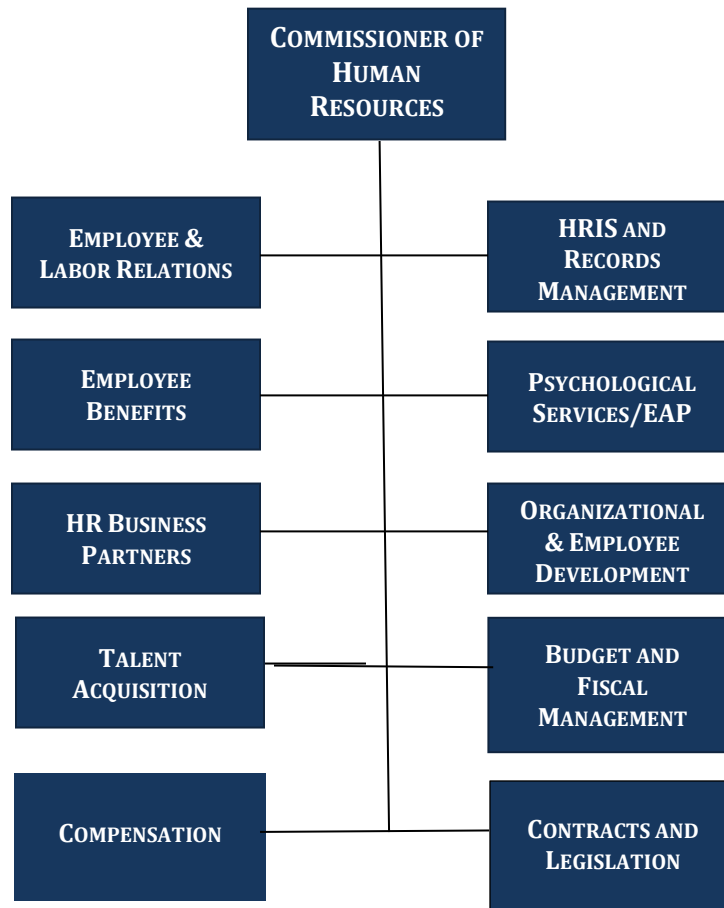 COMMISSIONER OF
HUMAN
RESOURCES
EMPLOYEE &
LABOR RELATIONS
HRIS AND
RECORDS
MANAGEMENT
EMPLOYEE
BENEFITS
PSYCHOLOGICAL
SERVICES/EAP
HR BUSINESS
PARTNERS
ORGANIZATIONAL
& EMPLOYEE
DEVELOPMENT
TALENT
ACQUISITION
BUDGET AND
FISCAL
MANAGEMENT
COMPENSATION
CONTRACTS AND
LEGISLATION